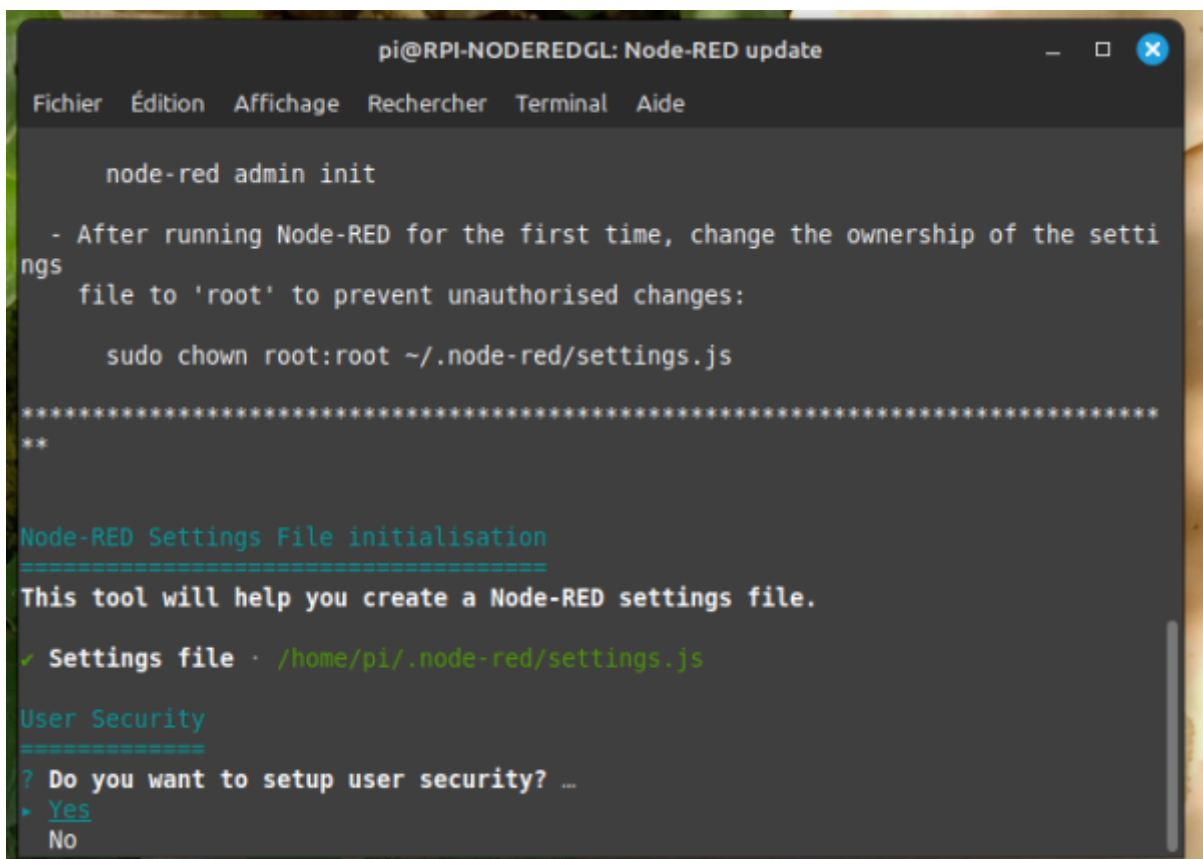 pi@RPI-NODEREDGL: Node-RED update
Fichier Édition Affichage Rechercher Terminal Aide
node-red admin init
- After running Node-RED for the first time, change the ownership of the setti
ngs
file to 'root' to prevent unauthorised changes:
sudo chown root:root ~/.node-red/settings.js
********************************************************************************
**
Node-RED Settings File initialisation
=====================================
This tool will help you create a Node-RED settings file.
✔ Settings file · /home/pi/.node-red/settings.js
User Security
=============
? Do you want to setup user security? …
▸ Yes
No